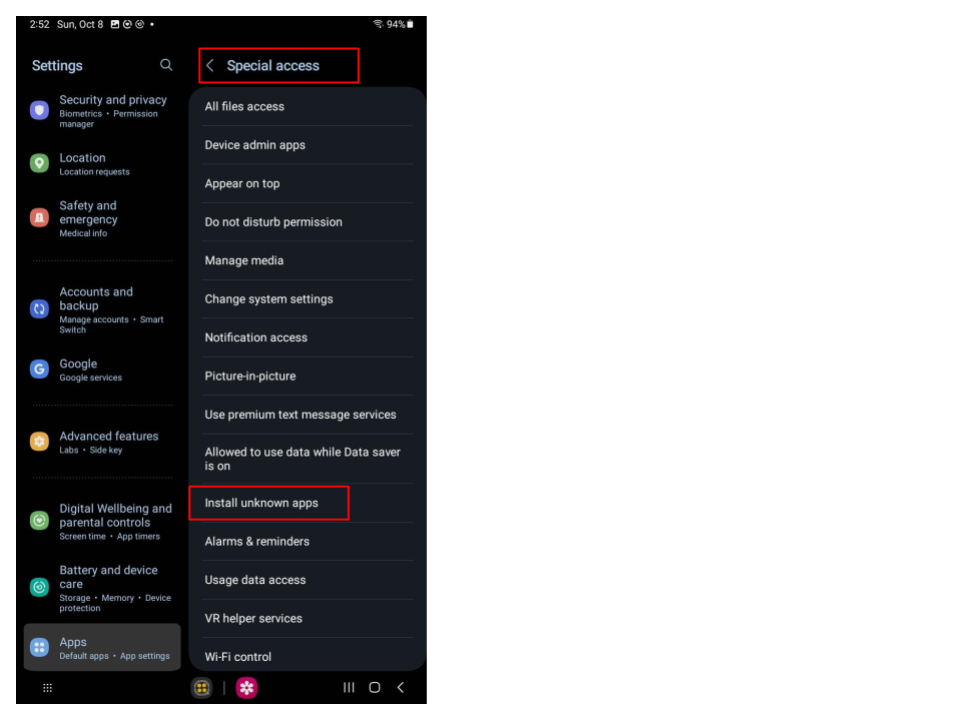 2:52 Sun, Oct 8 94%
Settings
Security and privacy
Biometrics • Permission
manager
Location
Location requests
Safety and
emergency
Medical info
Accounts and
backup
Manage accounts • Smart
Switch
Google
Google services
Advanced features
Labs • Side key
Digital Wellbeing and
parental controls
Screen time • App timers
Battery and device
care
Storage • Memory • Device
protection
Apps
Default apps • App settings
Special access
All files access
Device admin apps
Appear on top
Do not disturb permission
Manage media
Change system settings
Notification access
Picture-in-picture
Use premium text message services
Allowed to use data while Data saver
is on
Install unknown apps
Alarms & reminders
Usage data access
VR helper services
Wi-Fi control